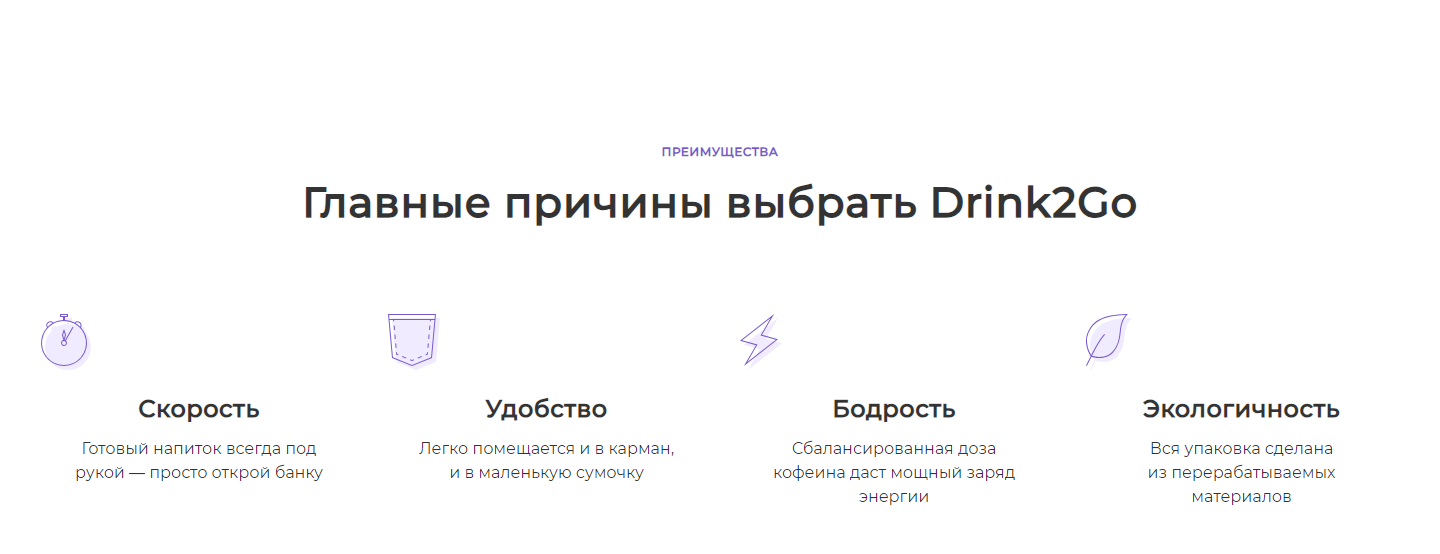 ПРЕИМУЩЕСТВА
Главные причины выбрать Drink2Go
Скорость
Готовый напиток всегда под
рукой — просто открой банку
Удобство
Легко помещается и в карман,
и в маленькую сумочку
Бодрость
Сбалансированная доза
кофеина даст мощный заряд
энергии
Экологичность
Вся упаковка сделана
из перерабатываемых
материалов